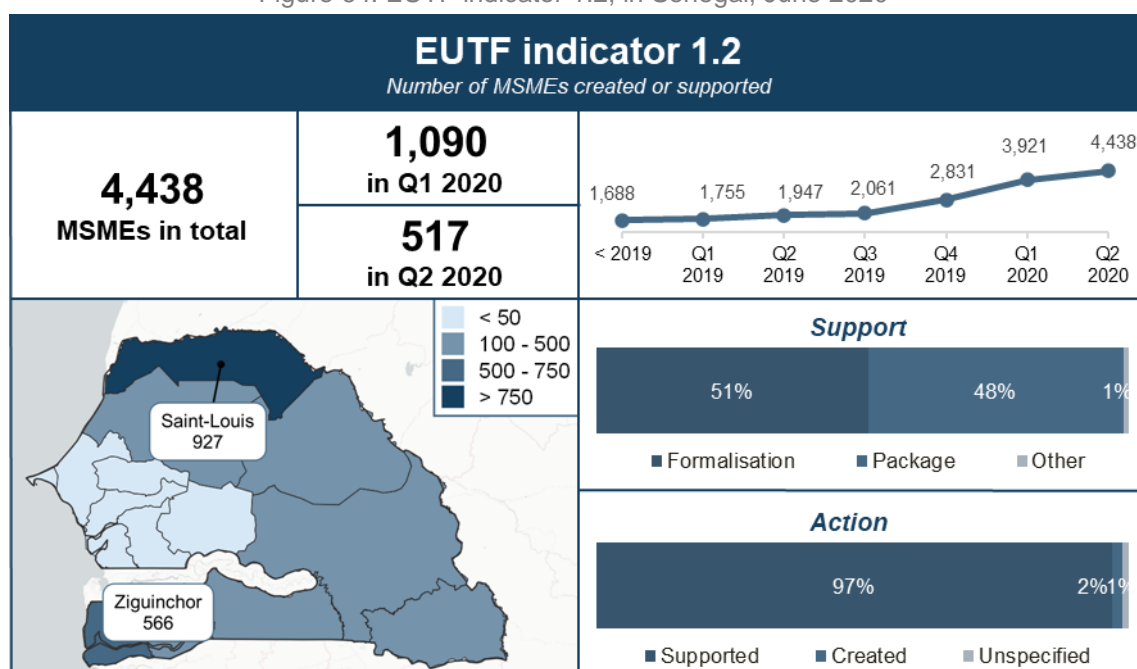 EUTF indicator 1.2
Number of MSMEs created or supported
4,438
MSMEs in total
1,090
in Q1 2020
517
in Q2 2020
1,688
1,755
1,947
2,061
2,831
3,921
4,438
< 2019
Q1
2019
Q2
2019
Q3
2019
Q4
2019
Q1
2020
Q2
2020
< 50
100 - 500
500 - 750
> 750
Saint-Louis
927
Ziguinchor
566
Support
51%
48%
1%
Formalisation
Package
Other
Action
97%
2%
1%
Supported
Created
Unspecified